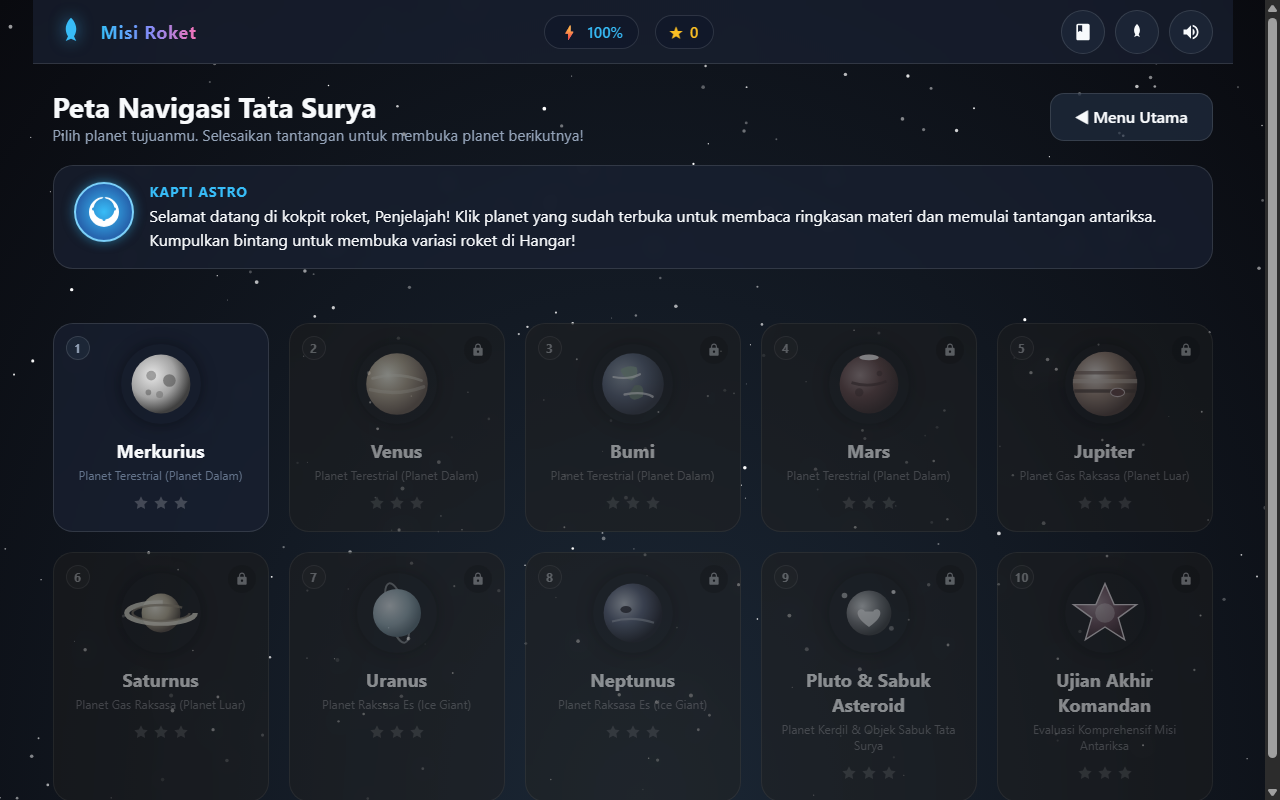 Misi Roket
100%
0
Peta Navigasi Tata Surya
Pilih planet tujuanmu. Selesaikan tantangan untuk membuka planet berikutnya!
Menu Utama
KAPTI ASTRO
Selamat datang di kokpit roket, Penjelajah! Klik planet yang sudah terbuka untuk membaca ringkasan materi dan memulai tantangan antariksa.
Kumpulkan bintang untuk membuka variasi roket di Hangar!
1
Merkurius
Planet Terestrial (Planet Dalam)
2
Venus
Planet Terestrial (Planet Dalam)
3
Bumi
Planet Terestrial (Planet Dalam)
4
Mars
Planet Terestrial (Planet Dalam)
5
Jupiter
Planet Gas Raksasa (Planet Luar)
6
Saturnus
Planet Gas Raksasa (Planet Luar)
7
Uranus
Planet Raksasa Es (Ice Giant)
8
Neptunus
Planet Raksasa Es (Ice Giant)
9
Pluto & Sabuk
Asteroid
Planet Kerdil & Objek Sabuk Tata
Surya
10
Ujian Akhir
Komandan
Evaluasi Komprehensif Misi
Antariksa